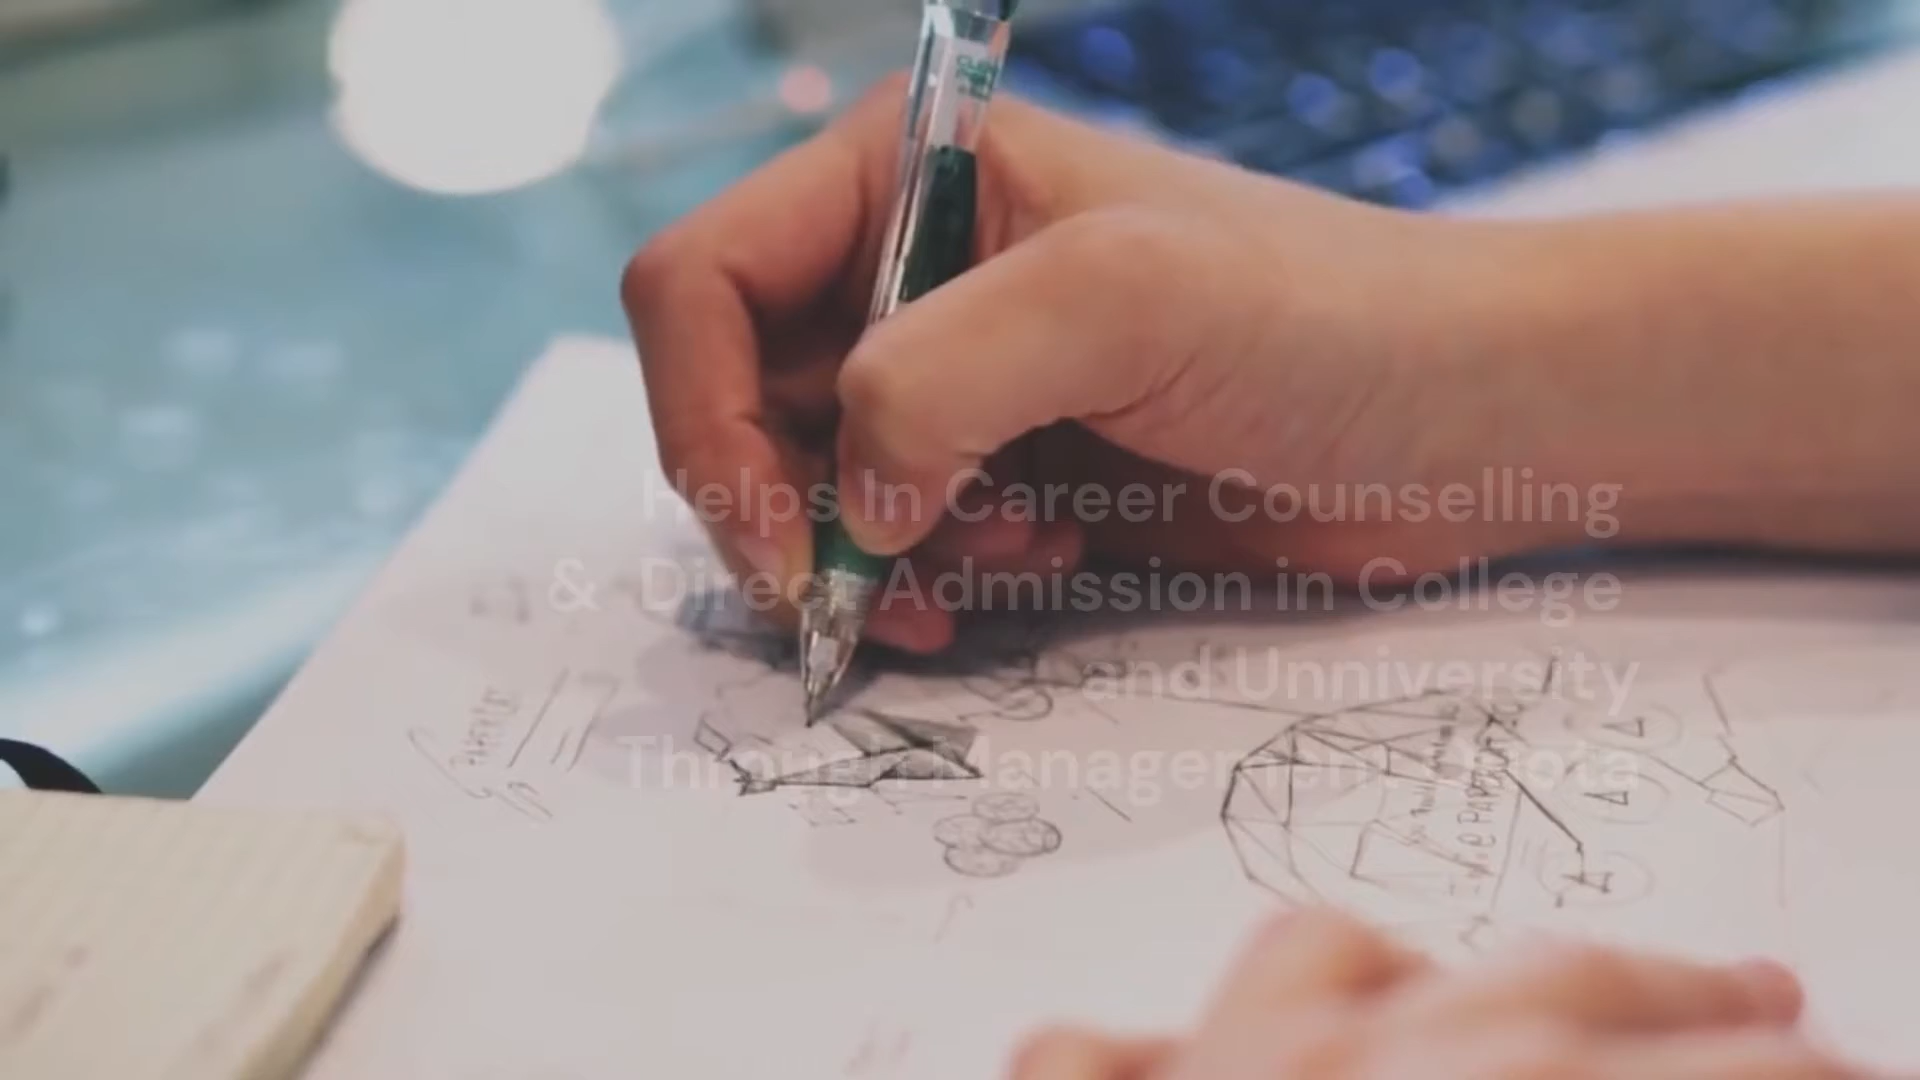 Helps In Career Counselling
& Direct Admission in College
and Unniversity
Through Management Quota